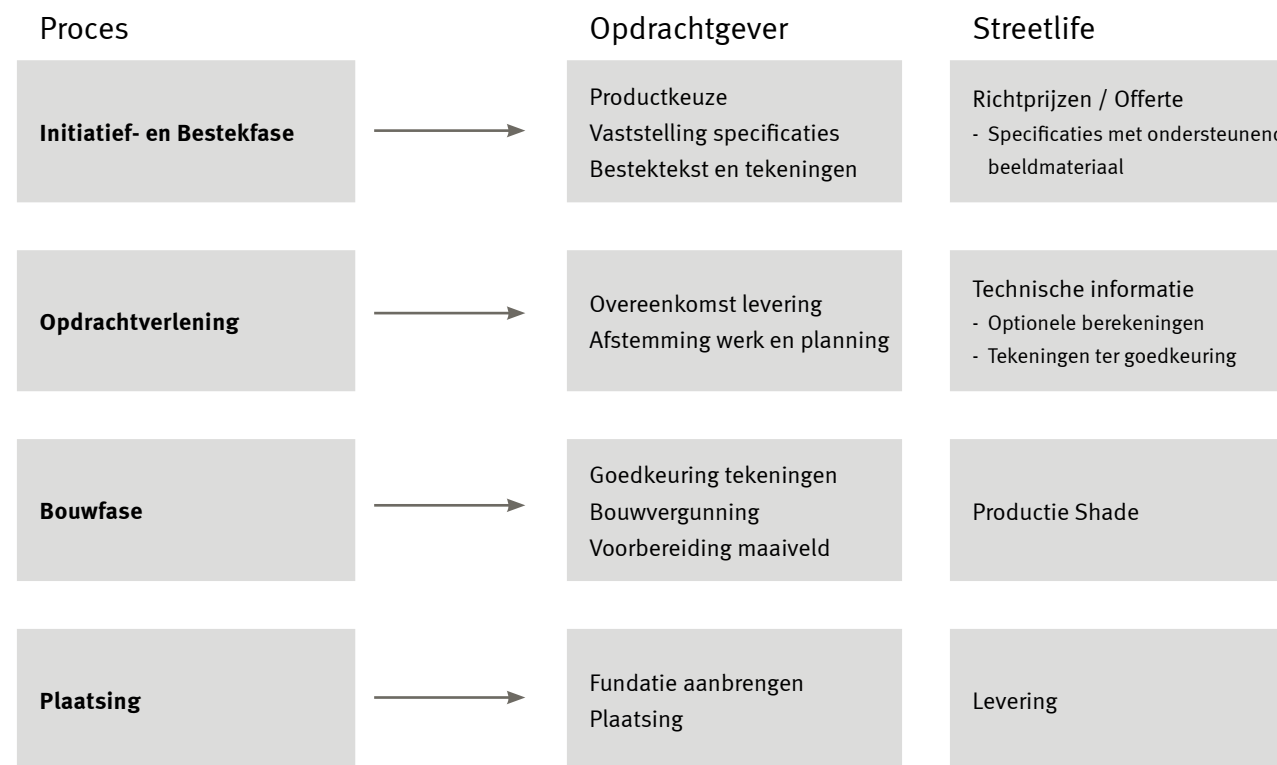 Proces
Opdrachtgever
Streetlife
Initiatief- en Bestekfase
Productkeuze
Vaststelling specificaties
Bestektekst en tekeningen
Richtprijzen / Offerte
- Specificaties met ondersteunend
beeldmateriaal
Opdrachtverlening
Overeenkomst levering
Afstemming werk en planning
Technische informatie
- Optionele berekeningen
- Tekeningen ter goedkeuring
Bouwfase
Goedkeuring tekeningen
Bouwvergunning
Voorbereiding maaiveld
Productie Shade
Plaatsing
Fundatie aanbrengen
Plaatsing
Levering